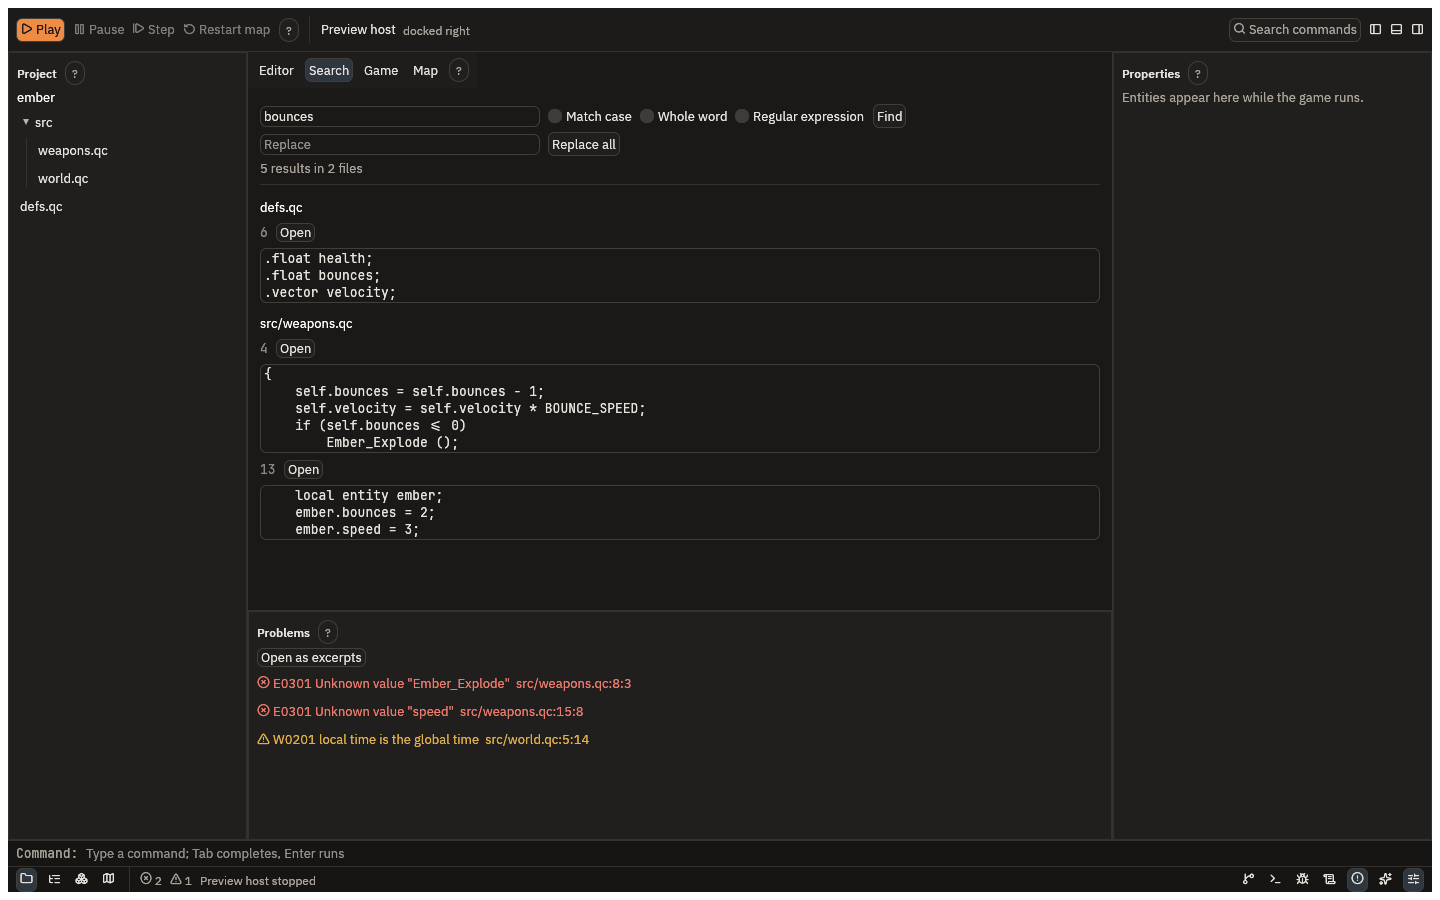 Play Pause Step Restart map ? Preview host docked right Search commands
Project ?
ember
src
weapons.qc
world.qc
defs.qc
Editor Search Game Map ?
bounces Match case Whole word Regular expression Find
Replace Replace all
5 results in 2 files
defs.qc
6 Open
.float health;
.float bounces;
.vector velocity;
src/weapons.qc
4 Open
{
self.bounces = self.bounces - 1;
self.velocity = self.velocity * BOUNCE_SPEED;
if (self.bounces <= 0)
Ember_Explode ();
13 Open
local entity ember;
ember.bounces = 2;
ember.speed = 3;
Problems ?
Open as excerpts
E0301 Unknown value "Ember_Explode" src/weapons.qc:8:3
E0301 Unknown value "speed" src/weapons.qc:15:8
W0201 local time is the global time src/world.qc:5:14
Properties ?
Entities appear here while the game runs.
Command: Type a command; Tab completes, Enter runs
2 1 Preview host stopped